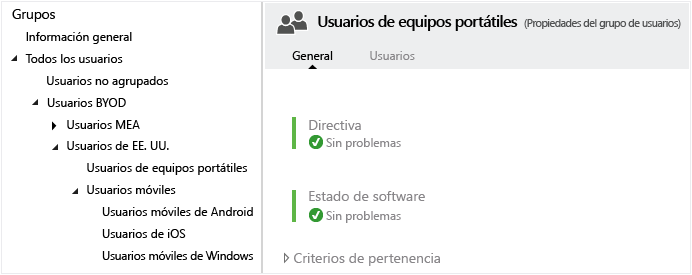 Grupos
Información general
Todos los usuarios
Usuarios no agrupados
Usuarios BYOD
Usuarios MEA
Usuarios de EE. UU.
Usuarios de equipos portátiles
Usuarios móviles
Usuarios móviles de Android
Usuarios de iOS
Usuarios móviles de Windows
Usuarios de equipos portátiles (Propiedades del grupo de usuarios)
General Usuarios
Directiva
Sin problemas
Estado de software
Sin problemas
Criterios de pertenencia